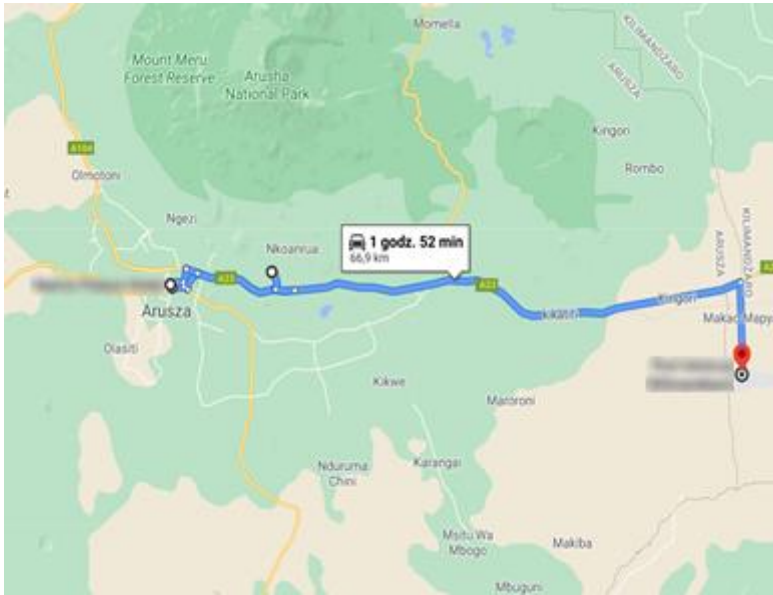 Momella
KILIMANDŻARO
ARUSZA
Mount Meru
Forest Reserve
Arusha
National Park
Kingori
A104
Olmotoni
Rombo
Ngezi
Nkoanrua
1 godz. 52 min
66,9 km
ARUSZA
KILIMANDŻARO
A23
A23
Kingori
Arusza
Kikatiti
Makao Mapya
Olasiti
Kikwe
Maroroni
Nduruma
Chini
Karangai
Msitu Wa
Mbogo
Makiba
Mbuguni